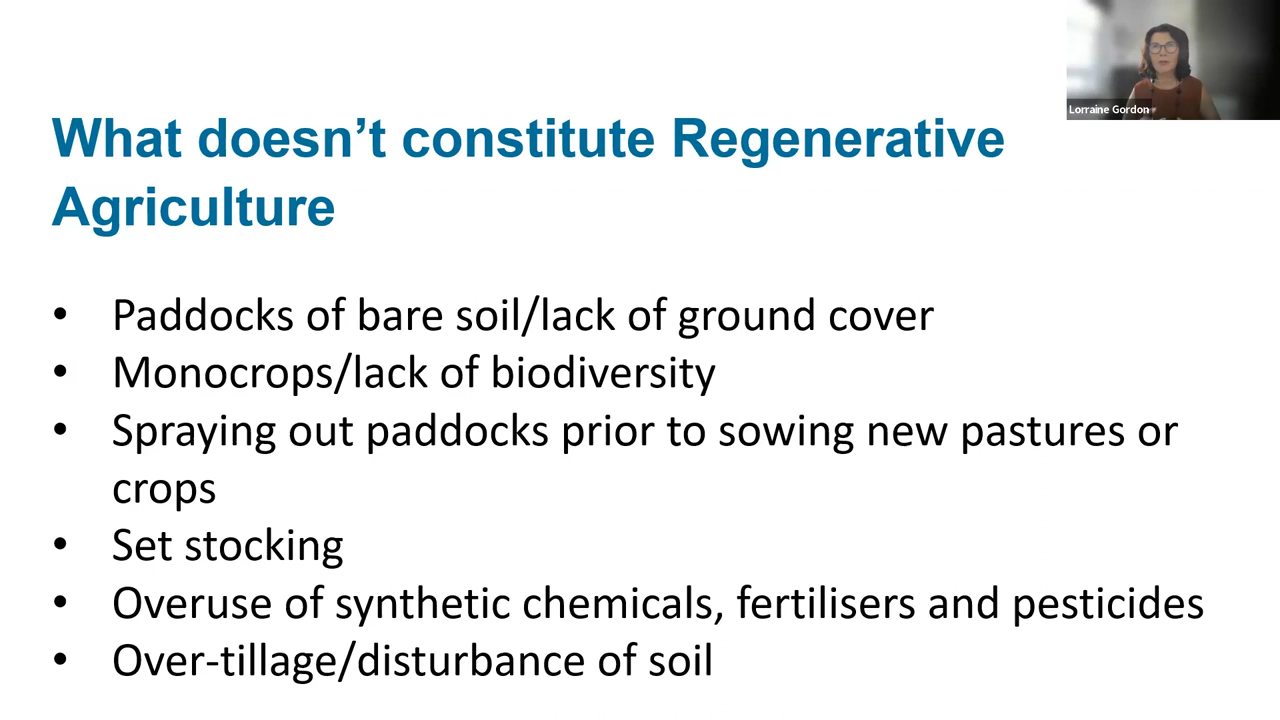 Lorraine Gordon
What doesn’t constitute Regenerative
Agriculture
• Paddocks of bare soil/lack of ground cover
• Monocrops/lack of biodiversity
• Spraying out paddocks prior to sowing new pastures or
crops
• Set stocking
• Overuse of synthetic chemicals, fertilisers and pesticides
• Over-tillage/disturbance of soil